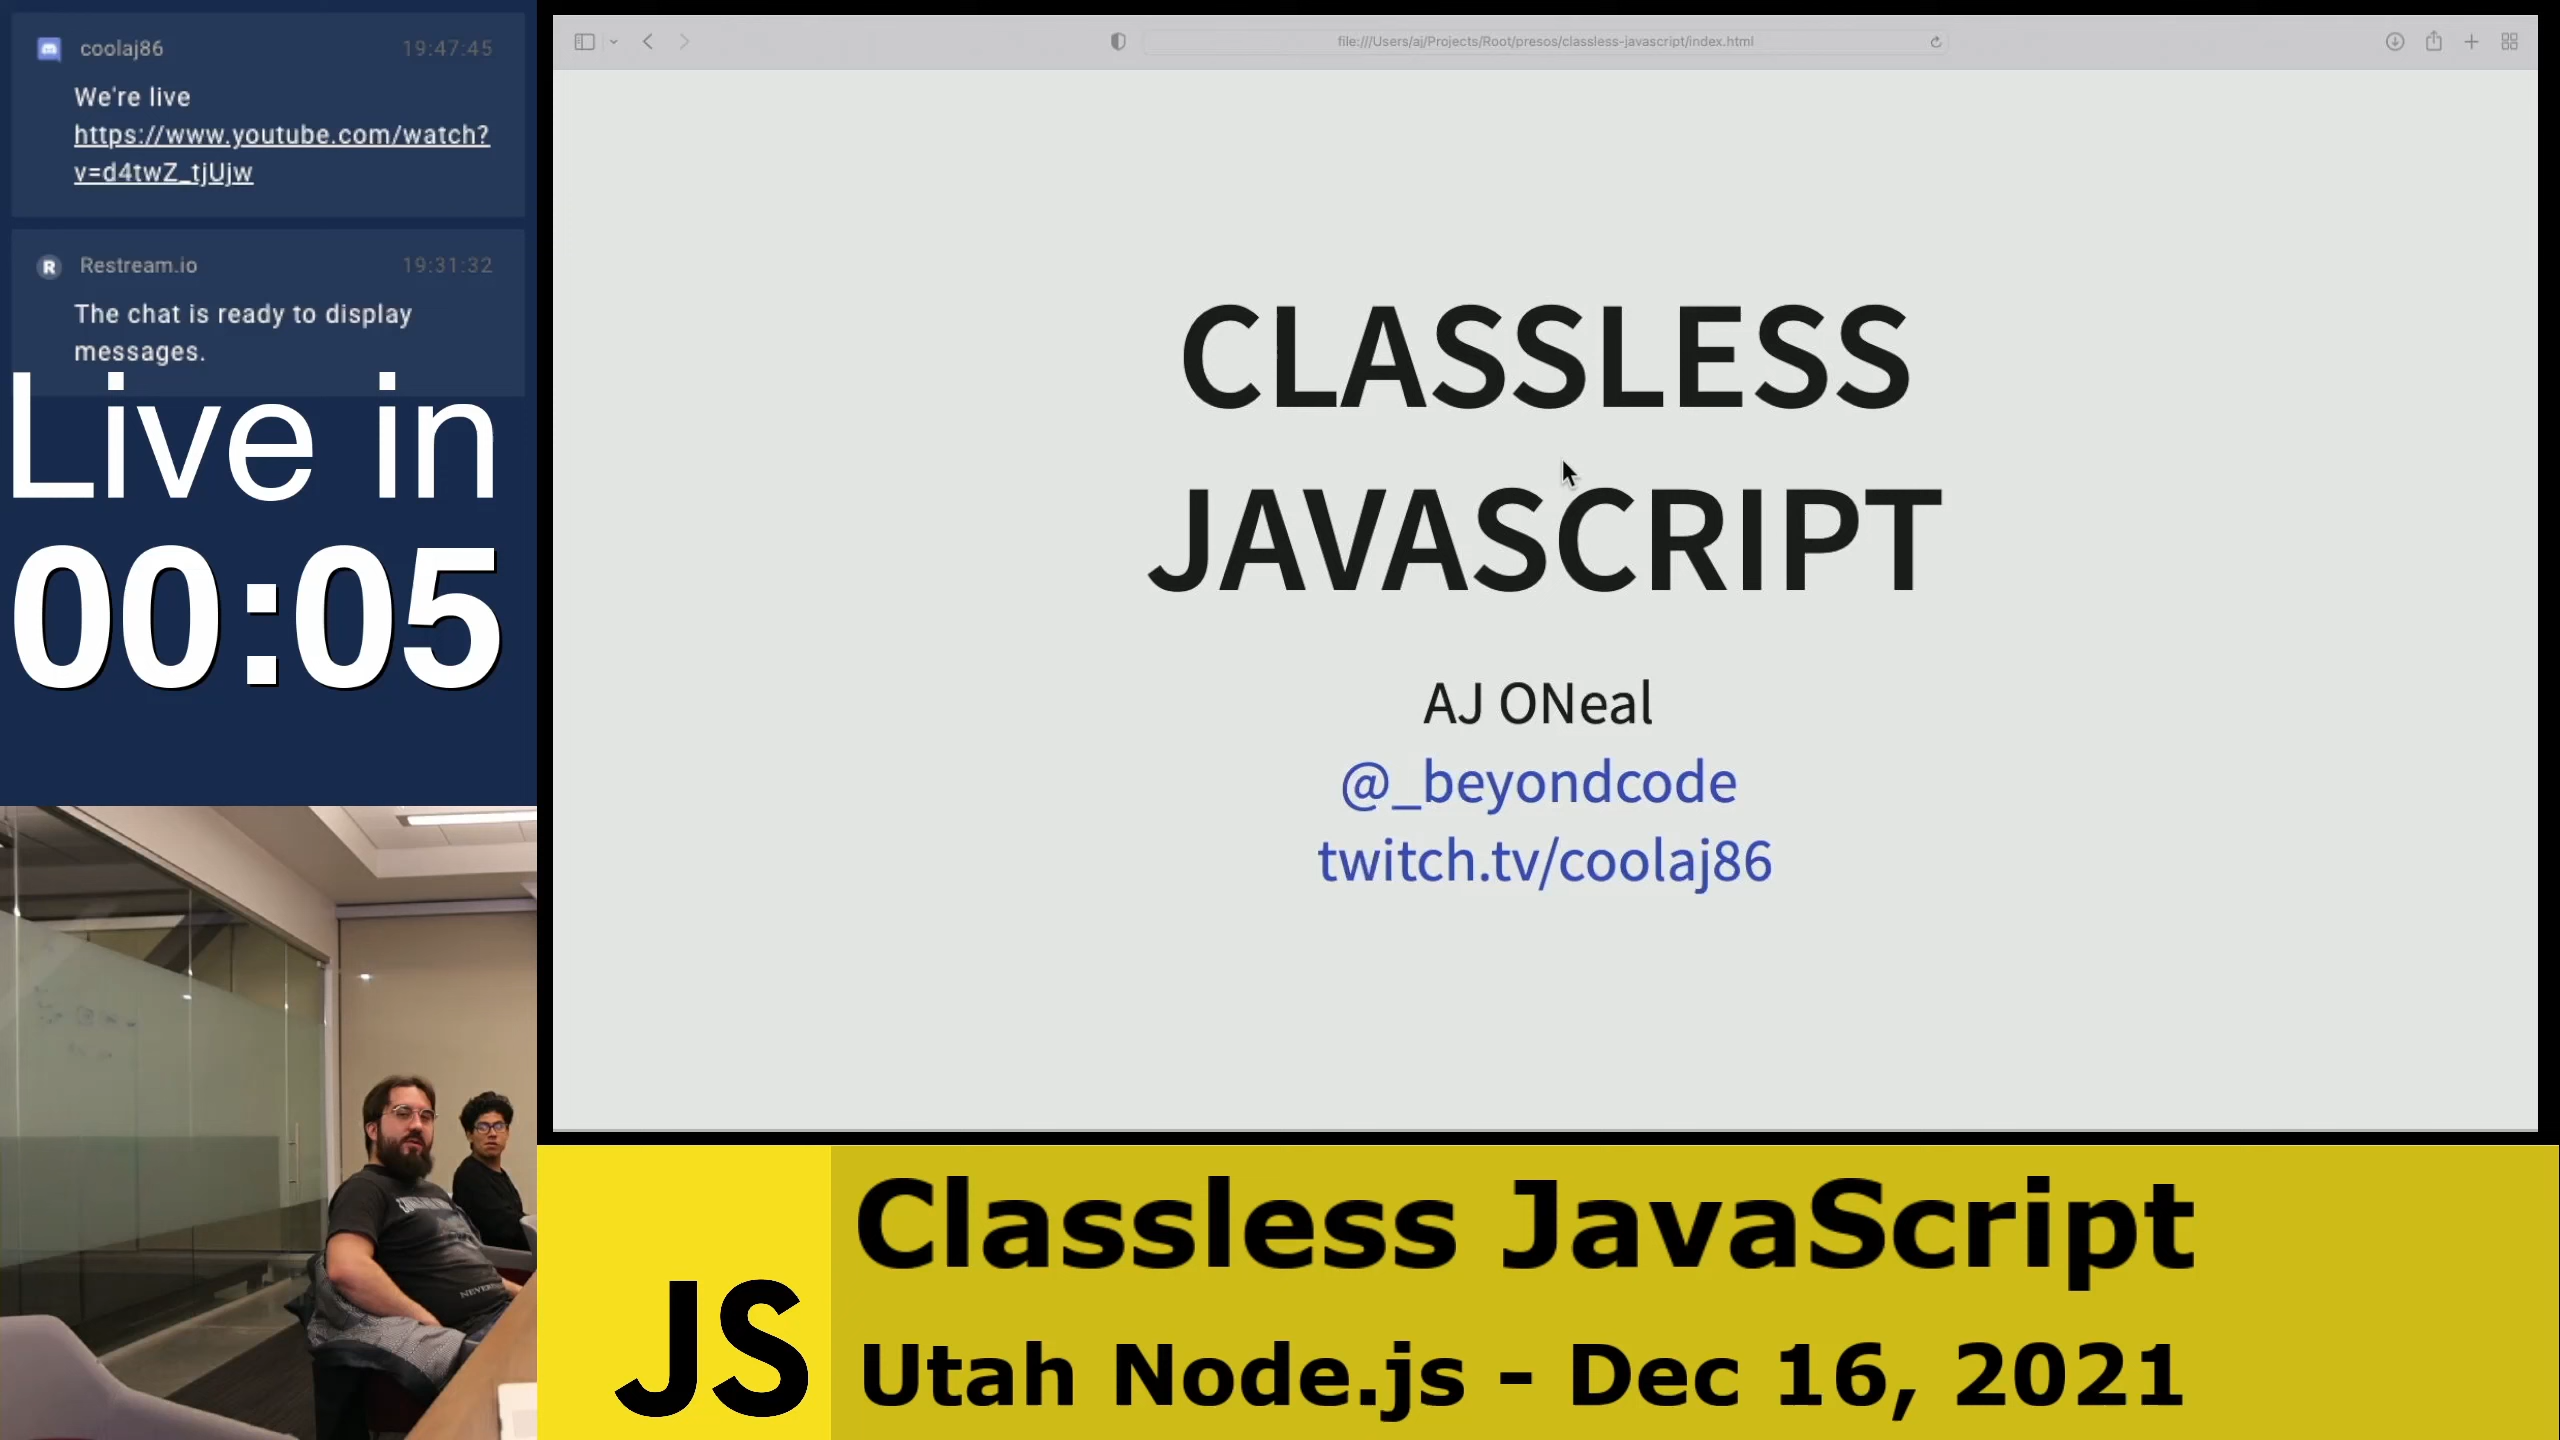 coolaj86 19:47:45
We're live
https://www.youtube.com/watch?
v=d4twZ_tjUjw
R Restream.io 19:31:32
The chat is ready to display
messages.
Live in
00:05
file:///Users/aj/Projects/Root/presos/classless-javascript/index.html
CLASSLESS
JAVASCRIPT
AJ ONeal
@_beyondcode
twitch.tv/coolaj86
JS
Classless JavaScript
Utah Node.js - Dec 16, 2021